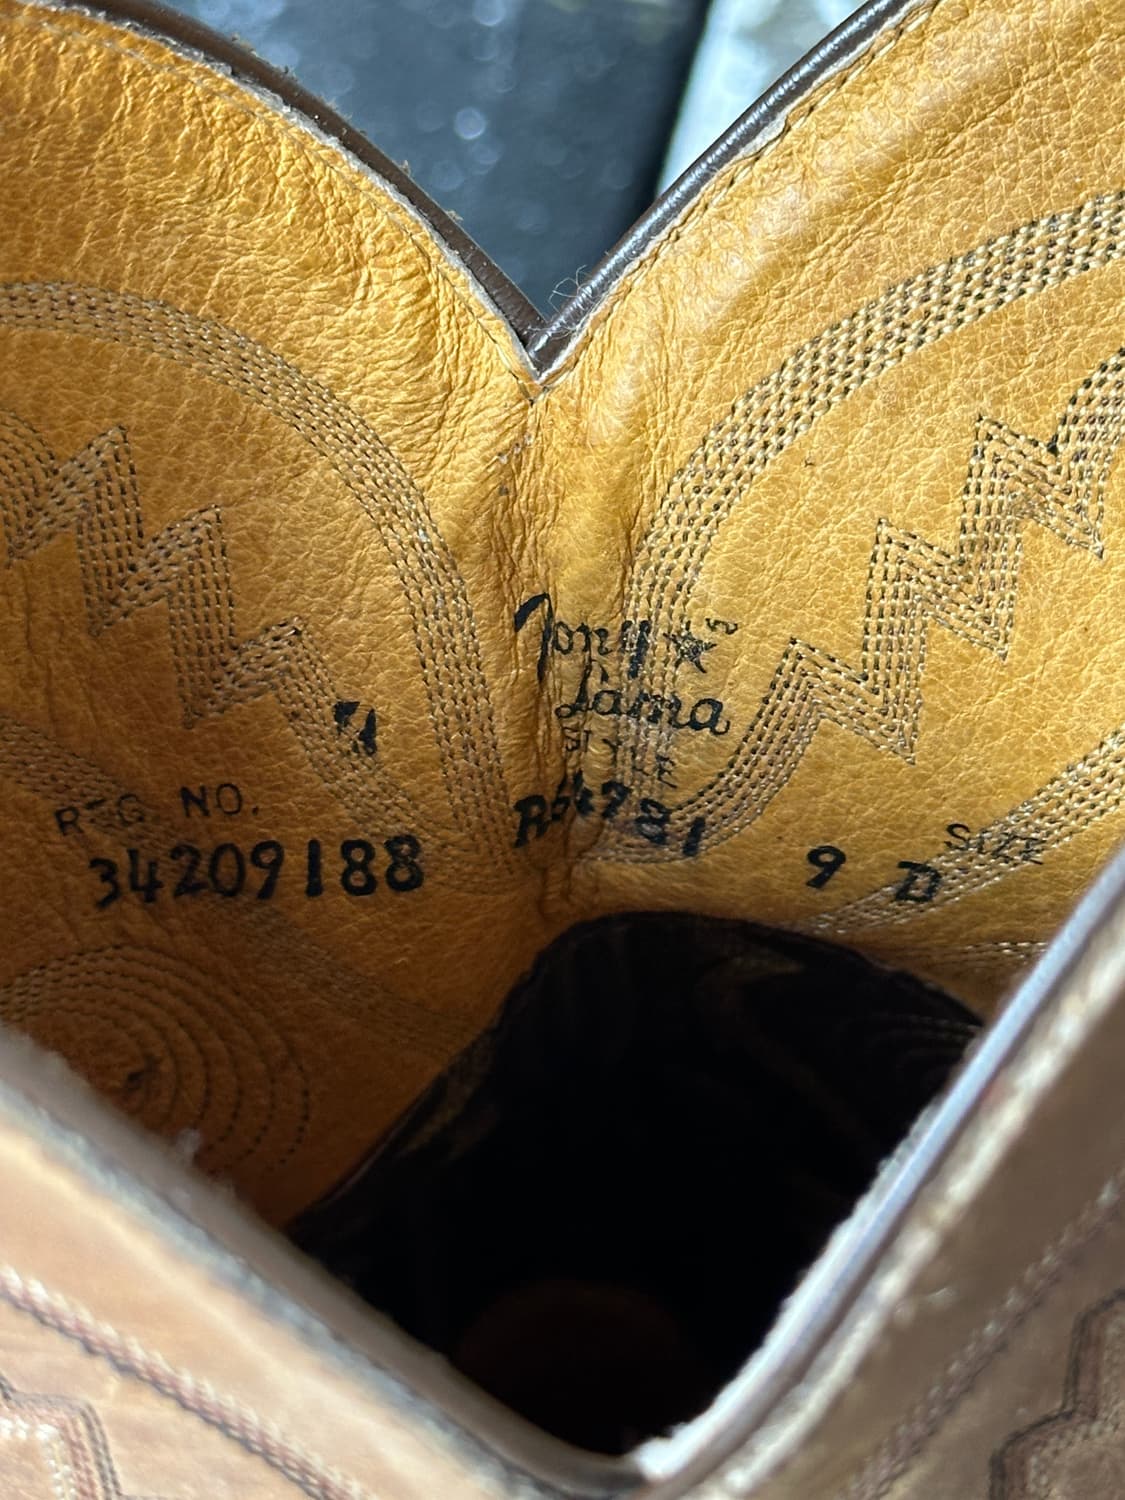 Tony Lama
STYLE
REG. NO.
34209188
9 D
SIZE